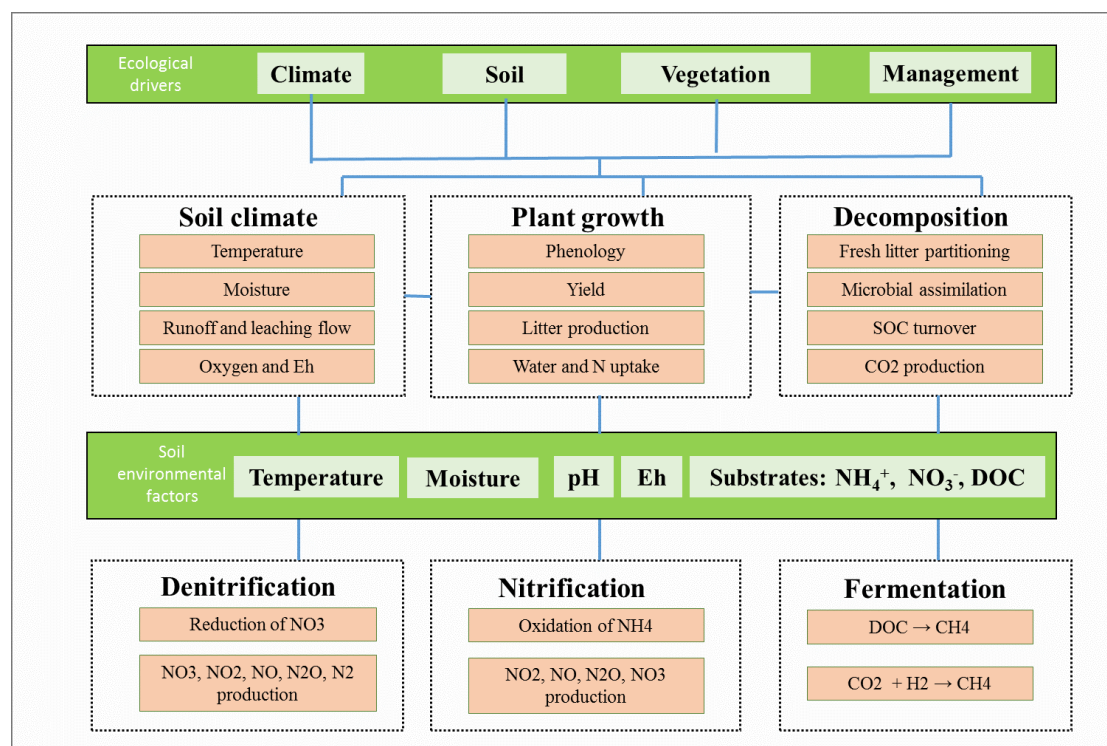 Ecological
drivers
Climate
Soil
Vegetation
Management
Soil climate
Temperature
Moisture
Runoff and leaching flow
Oxygen and Eh
Plant growth
Phenology
Yield
Litter production
Water and N uptake
Decomposition
Fresh litter partitioning
Microbial assimilation
SOC turnover
CO2 production
Soil
environmental
factors
Temperature
Moisture
pH
Eh
Substrates: NH₄⁺, NO₃⁻, DOC
Denitrification
Reduction of NO3
NO3, NO2, NO, N2O, N2
production
Nitrification
Oxidation of NH4
NO2, NO, N2O, NO3
production
Fermentation
DOC → CH4
CO2 + H2 → CH4